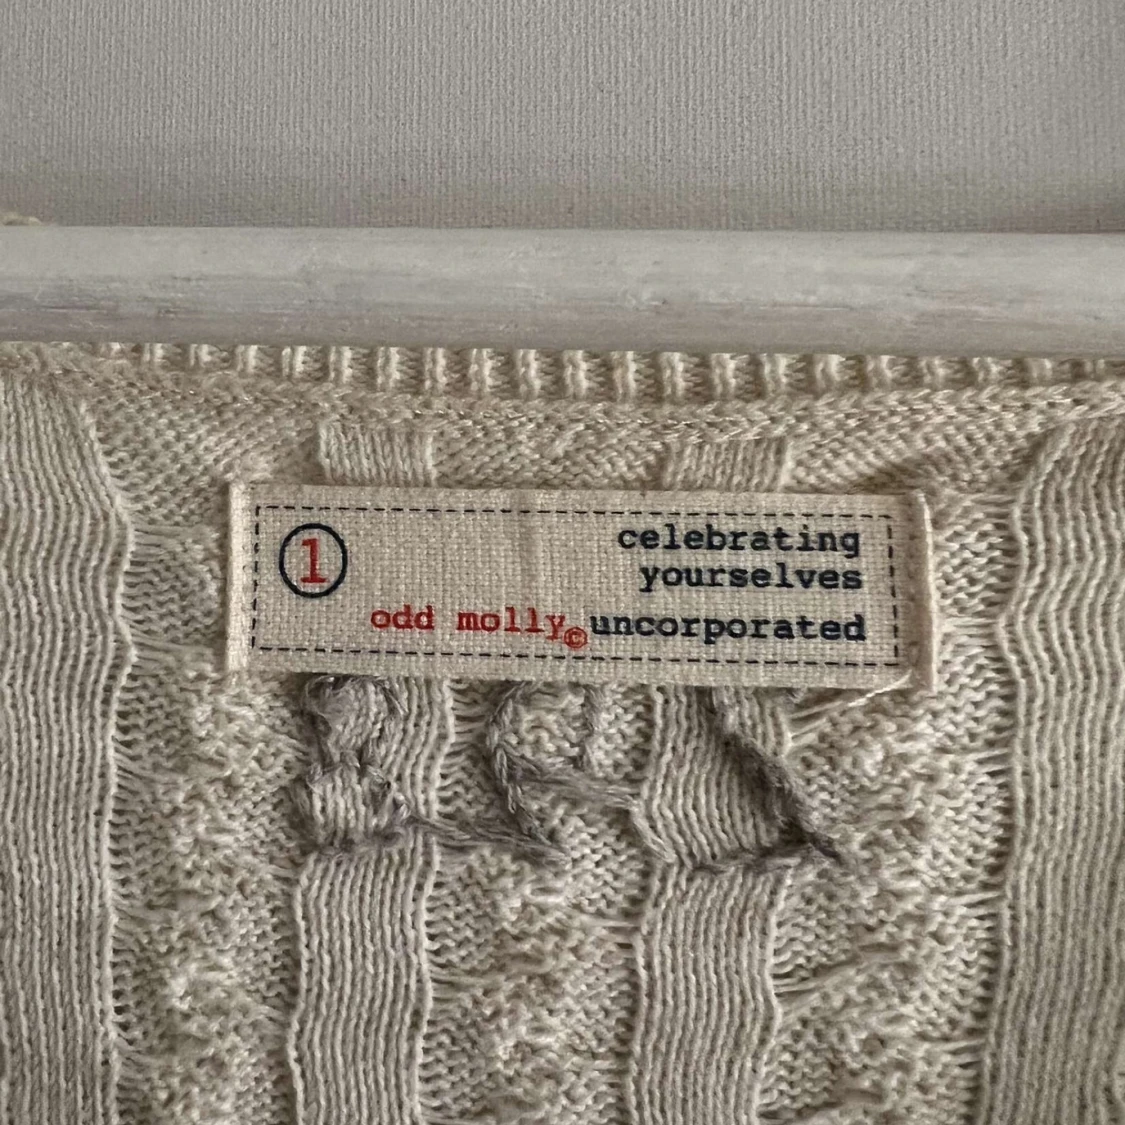 1
celebrating
yourselves
odd molly© uncorporated